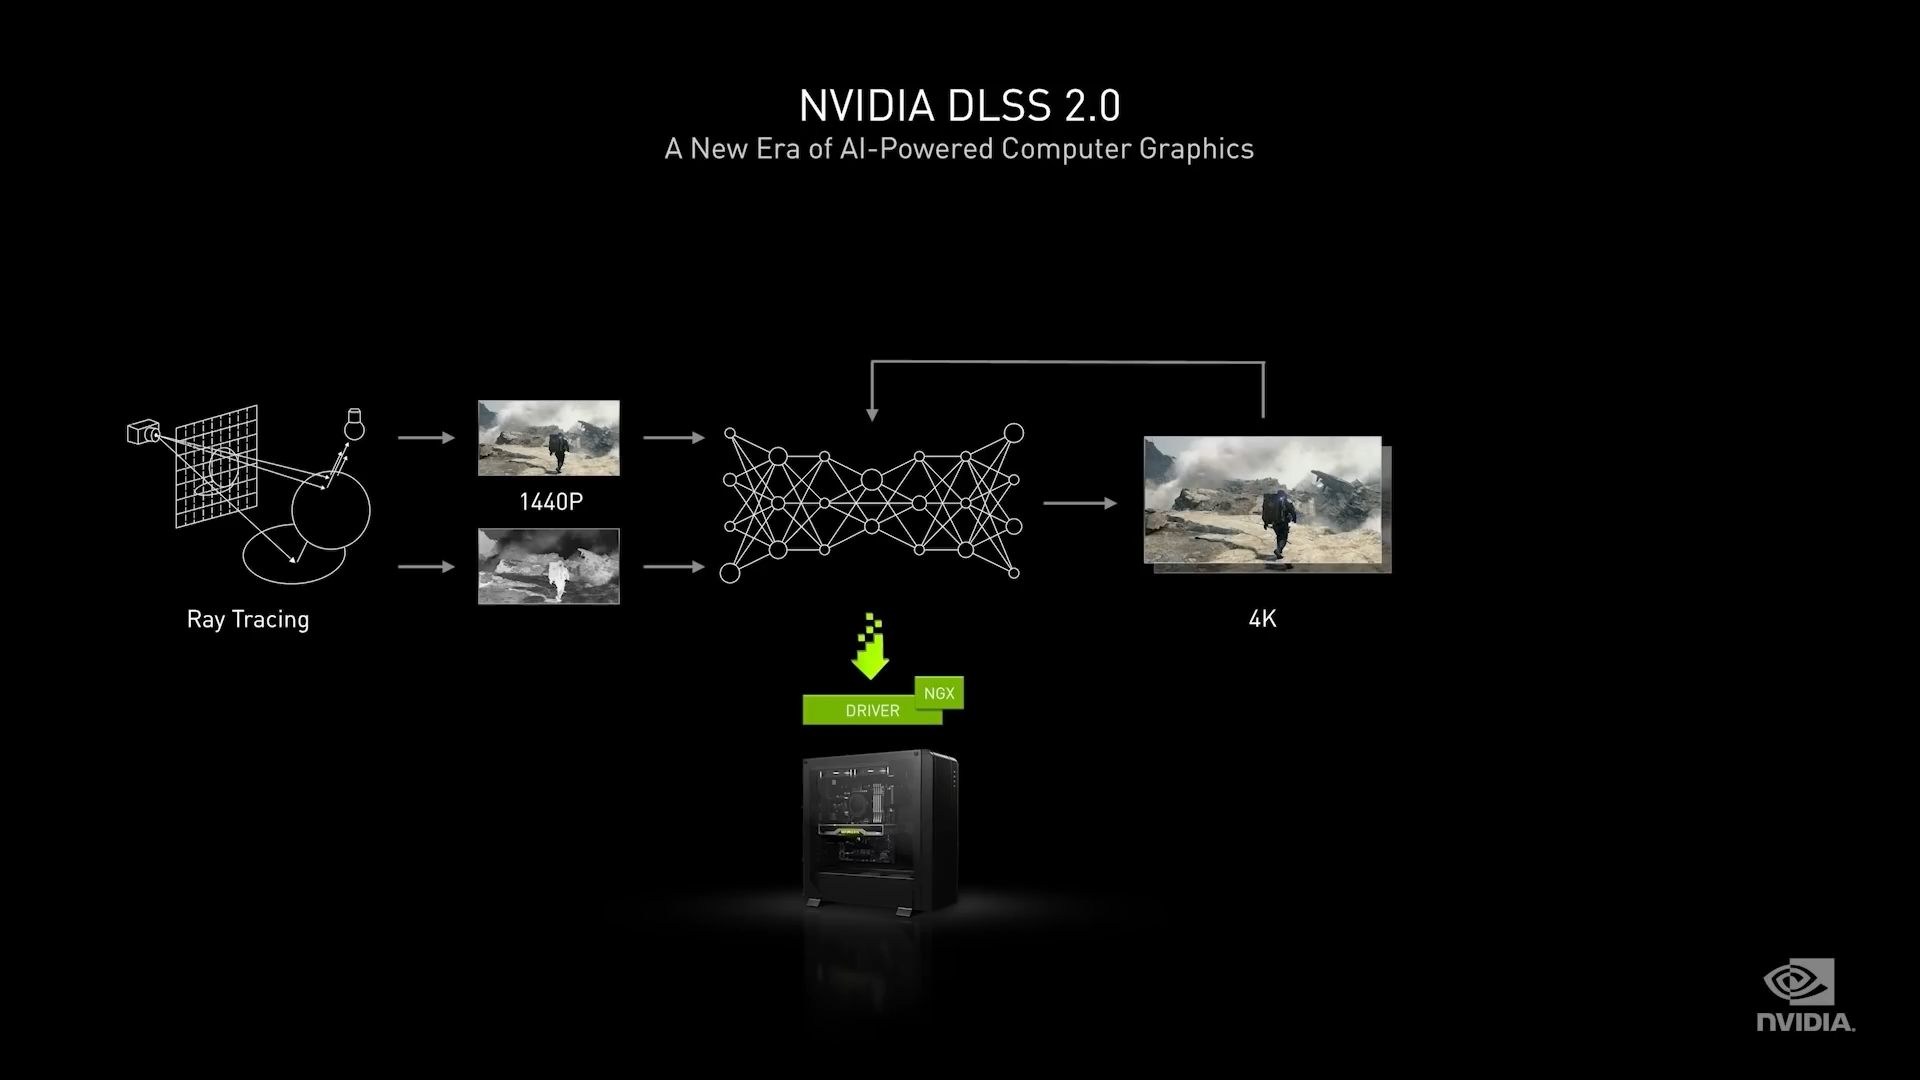 NVIDIA DLSS 2.0
A New Era of AI-Powered Computer Graphics
1440P
Ray Tracing
4K
NGX
DRIVER
NVIDIA.